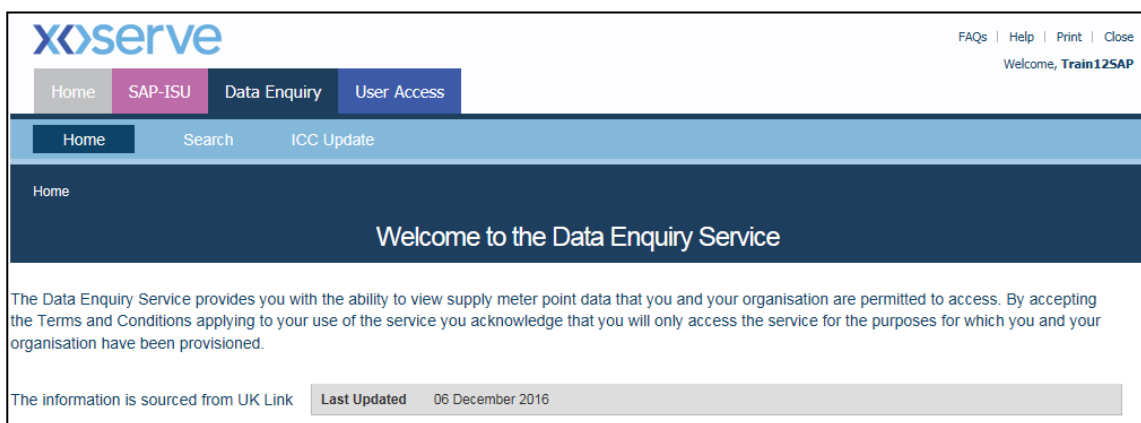 xoserve
FAQs | Help | Print | Close
Welcome, Train12SAP
Home SAP-ISU Data Enquiry User Access
Home Search ICC Update
Home
Welcome to the Data Enquiry Service
The Data Enquiry Service provides you with the ability to view supply meter point data that you and your organisation are permitted to access. By accepting
the Terms and Conditions applying to your use of the service you acknowledge that you will only access the service for the purposes for which you and your
organisation have been provisioned.
The information is sourced from UK Link Last Updated 06 December 2016